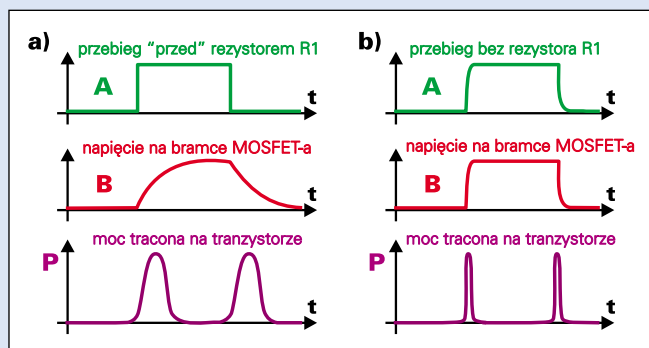 a)
przebieg “przed” rezystorem R1
A
t
napięcie na bramce MOSFET-a
B
t
moc tracona na tranzystorze
P
t
b)
przebieg bez rezystora R1
A
t
napięcie na bramce MOSFET-a
B
t
moc tracona na tranzystorze
P
t